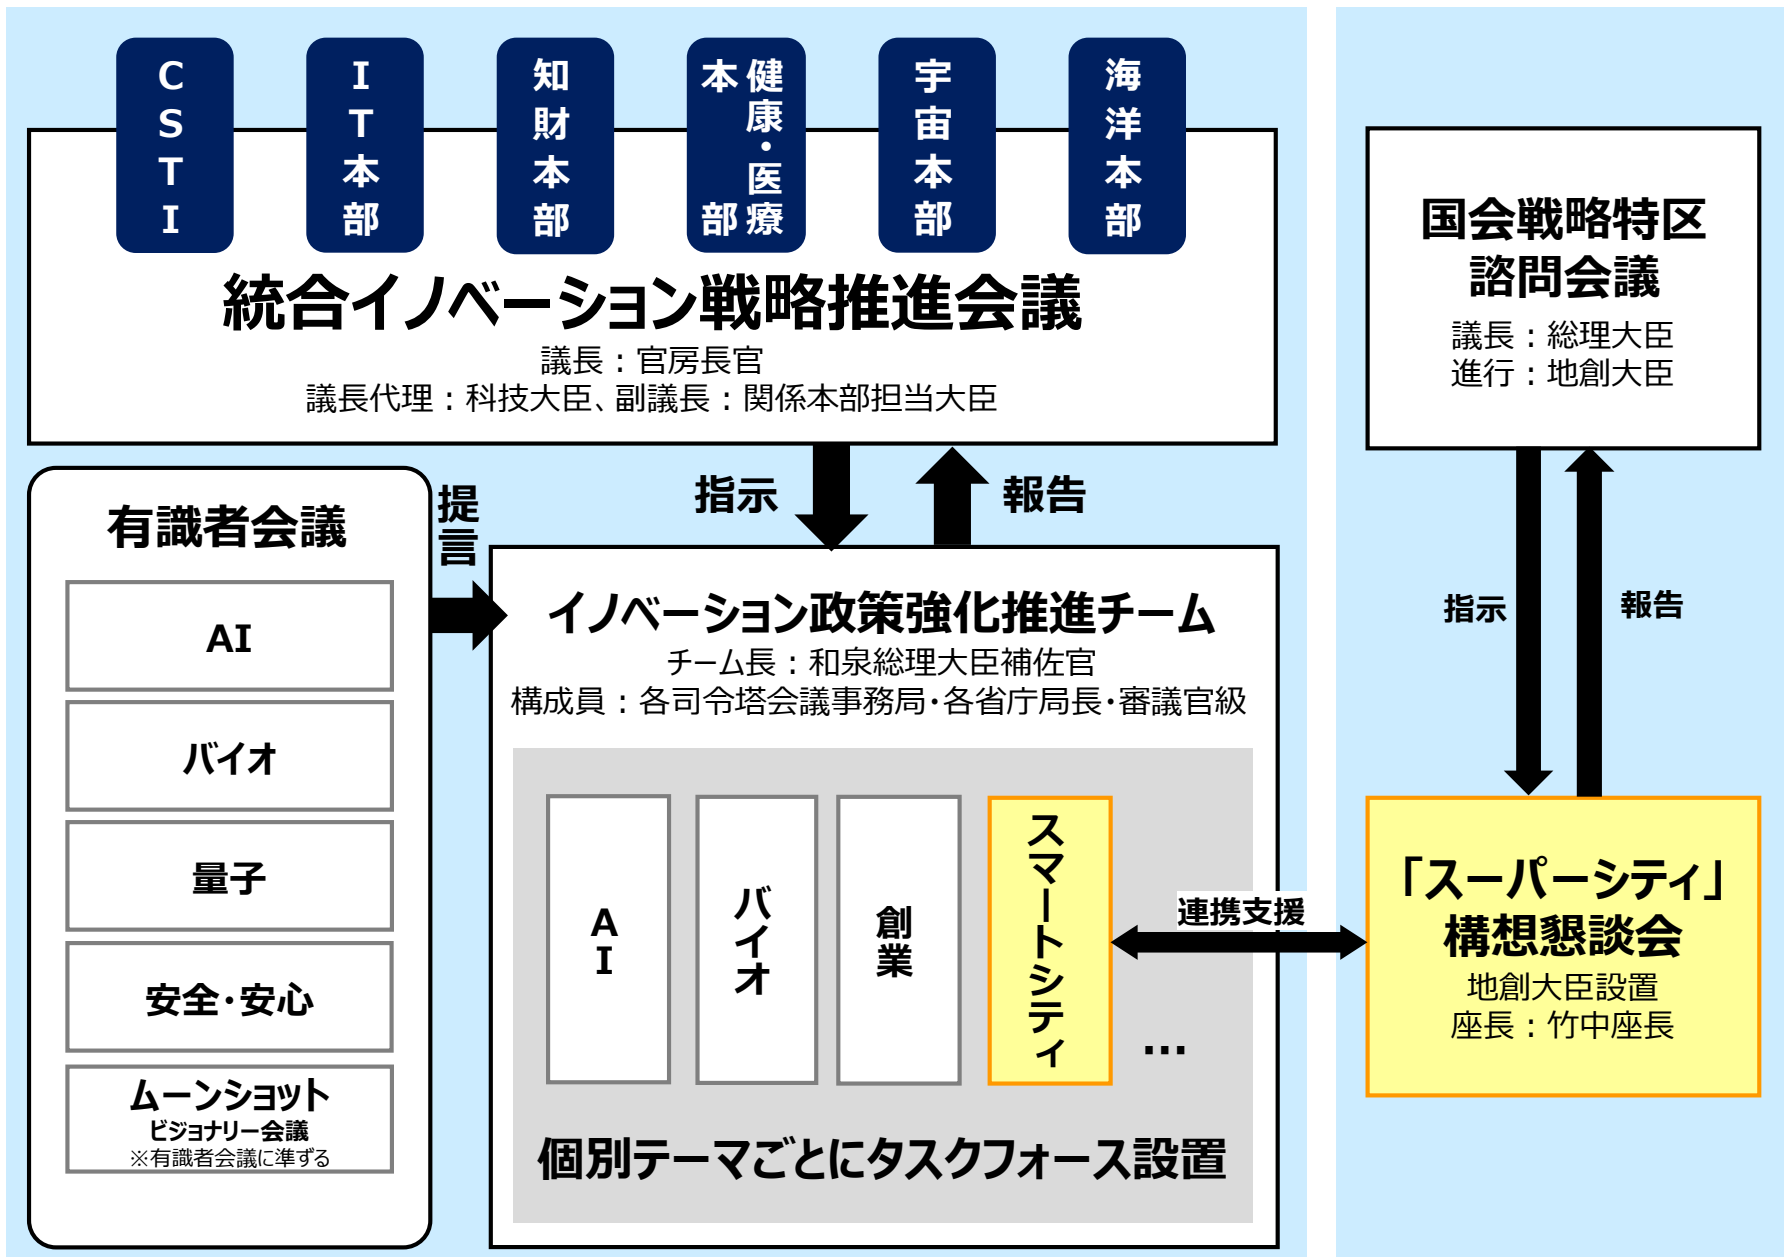 CSTI
IT本部
知財本部
健康・医療
本部
宇宙本部
海洋本部
統合イノベーション戦略推進会議
議長：官房長官
議長代理：科技大臣、副議長：関係本部担当大臣
指示
報告
有識者会議
AI
バイオ
量子
安全・安心
ムーンショット
ビジョナリー会議
※有識者会議に準ずる
提言
イノベーション政策強化推進チーム
チーム長：和泉総理大臣補佐官
構成員：各司令塔会議事務局・各省庁局長・審議官級
AI
バイオ
創業
スマートシティ
…
個別テーマごとにタスクフォース設置
連携支援
国会戦略特区
諮問会議
議長：総理大臣
進行：地創大臣
指示
報告
「スーパーシティ」
構想懇談会
地創大臣設置
座長：竹中座長